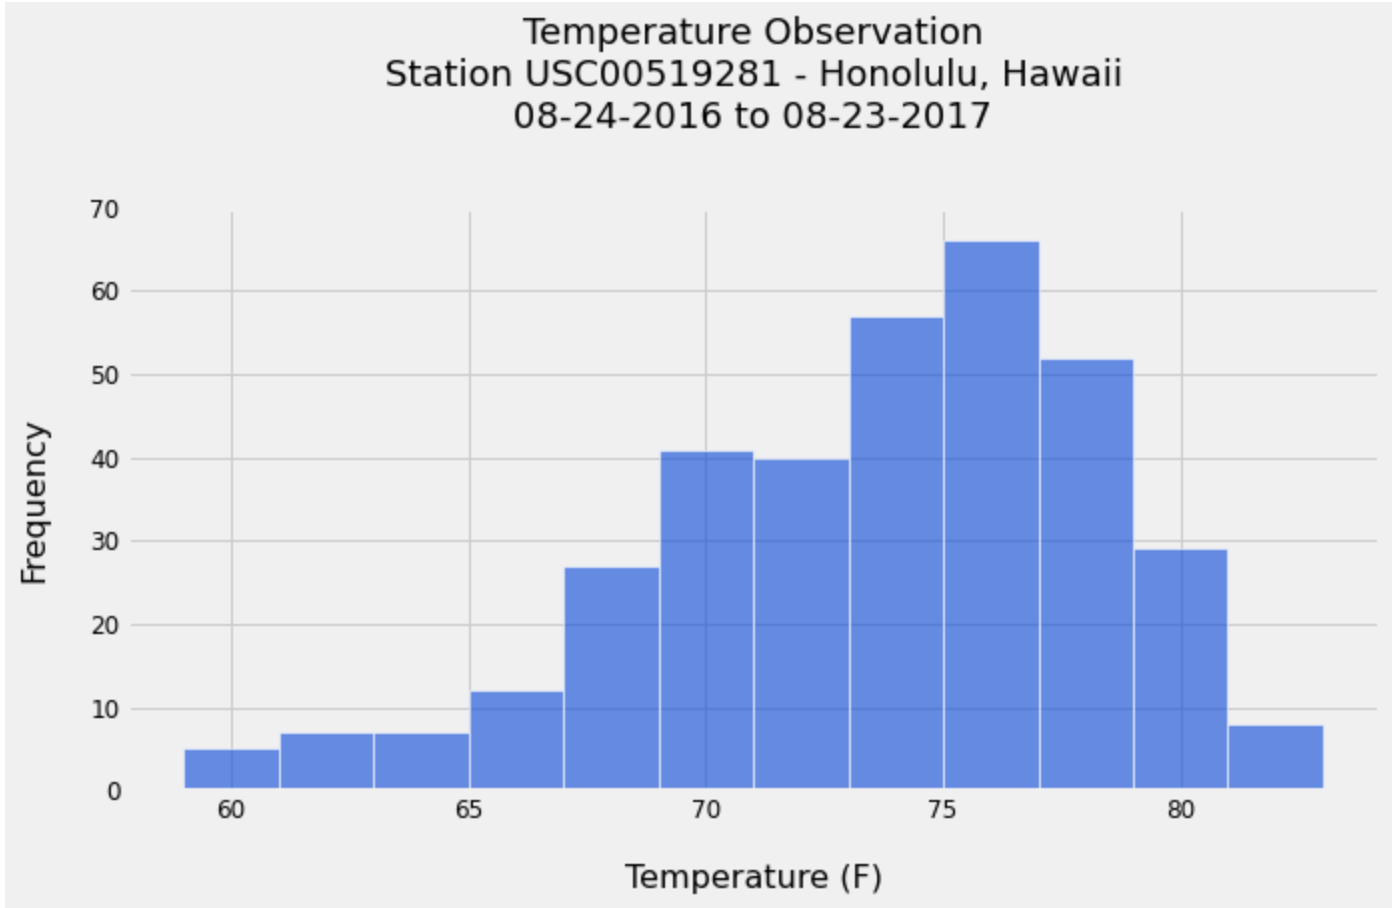 Temperature Observation
Station USC00519281 - Honolulu, Hawaii
08-24-2016 to 08-23-2017
70
60
50
40
30
20
10
0
Frequency
60 65 70 75 80
Temperature (F)